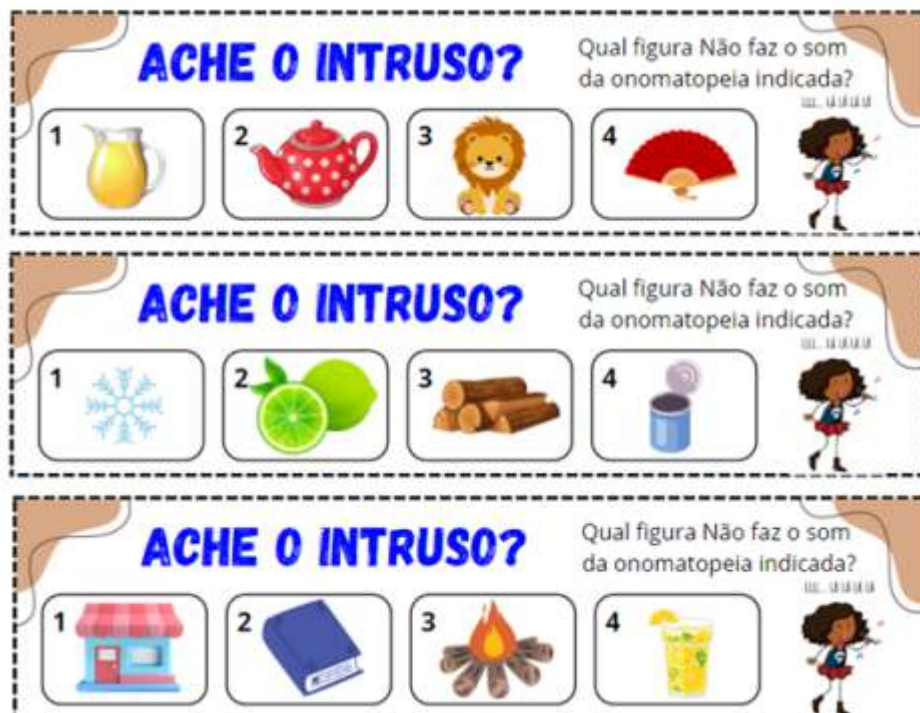 ACHE O INTRUSO?
Qual figura Não faz o som
da onomatopeia indicada?
1
2
3
4
ACHE O INTRUSO?
Qual figura Não faz o som
da onomatopeia indicada?
1
2
3
4
ACHE O INTRUSO?
Qual figura Não faz o som
da onomatopeia indicada?
1
2
3
4